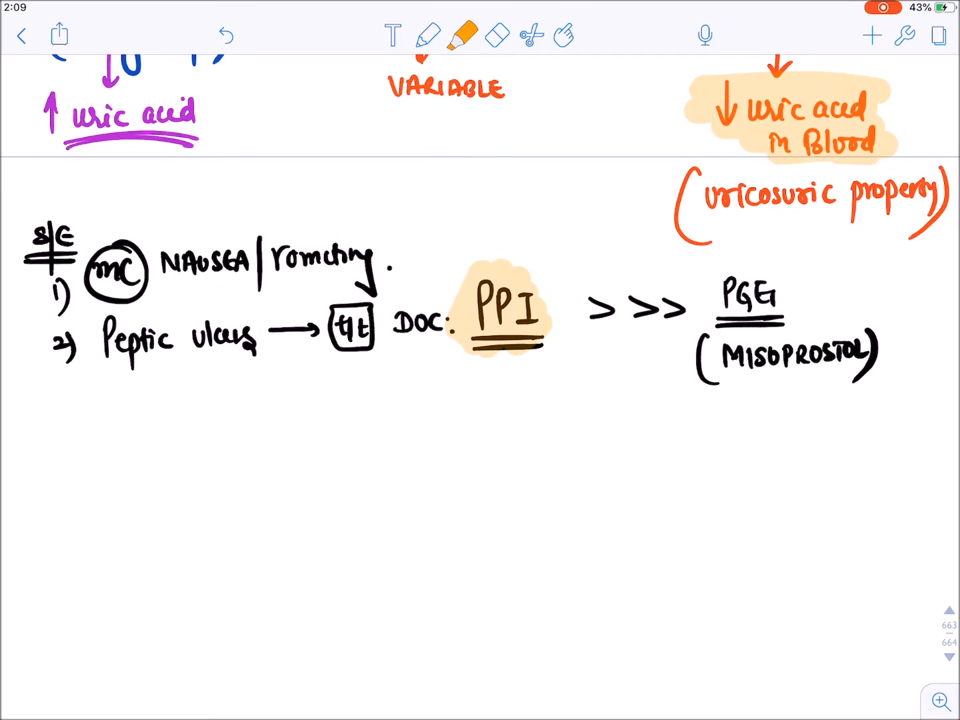 2:09
43%
T
VARIABLE
↑ uric acid
↓ uric acid
in Blood
(uricosuric property)
S/E
1) MC NAUSEA/vomiting.
2) Peptic ulcers → t/t DOC: PPI >>> PGE1
(MISOPROSTOL)
663
664